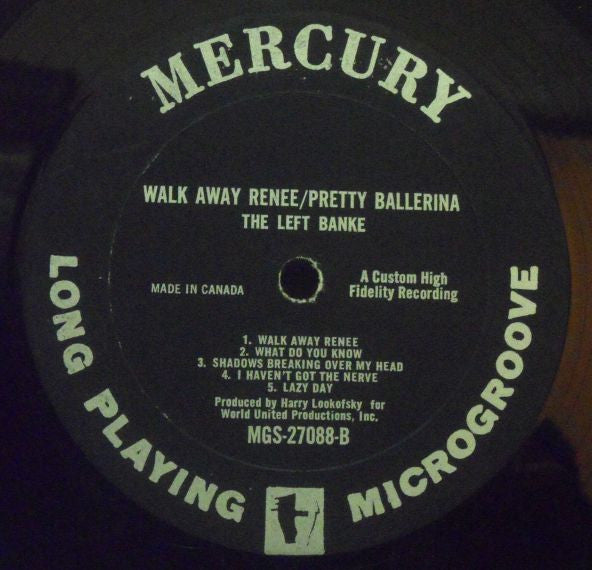 MERCURY
WALK AWAY RENEE/PRETTY BALLERINA
THE LEFT BANKE
MADE IN CANADA
A Custom High
Fidelity Recording
1. WALK AWAY RENEE
2. WHAT DO YOU KNOW
3. SHADOWS BREAKING OVER MY HEAD
4. I HAVEN'T GOT THE NERVE
5. LAZY DAY
Produced by Harry Lookofsky for
World United Productions, Inc.
MGS-27088-B
LONG PLAYING MICROGROOVE